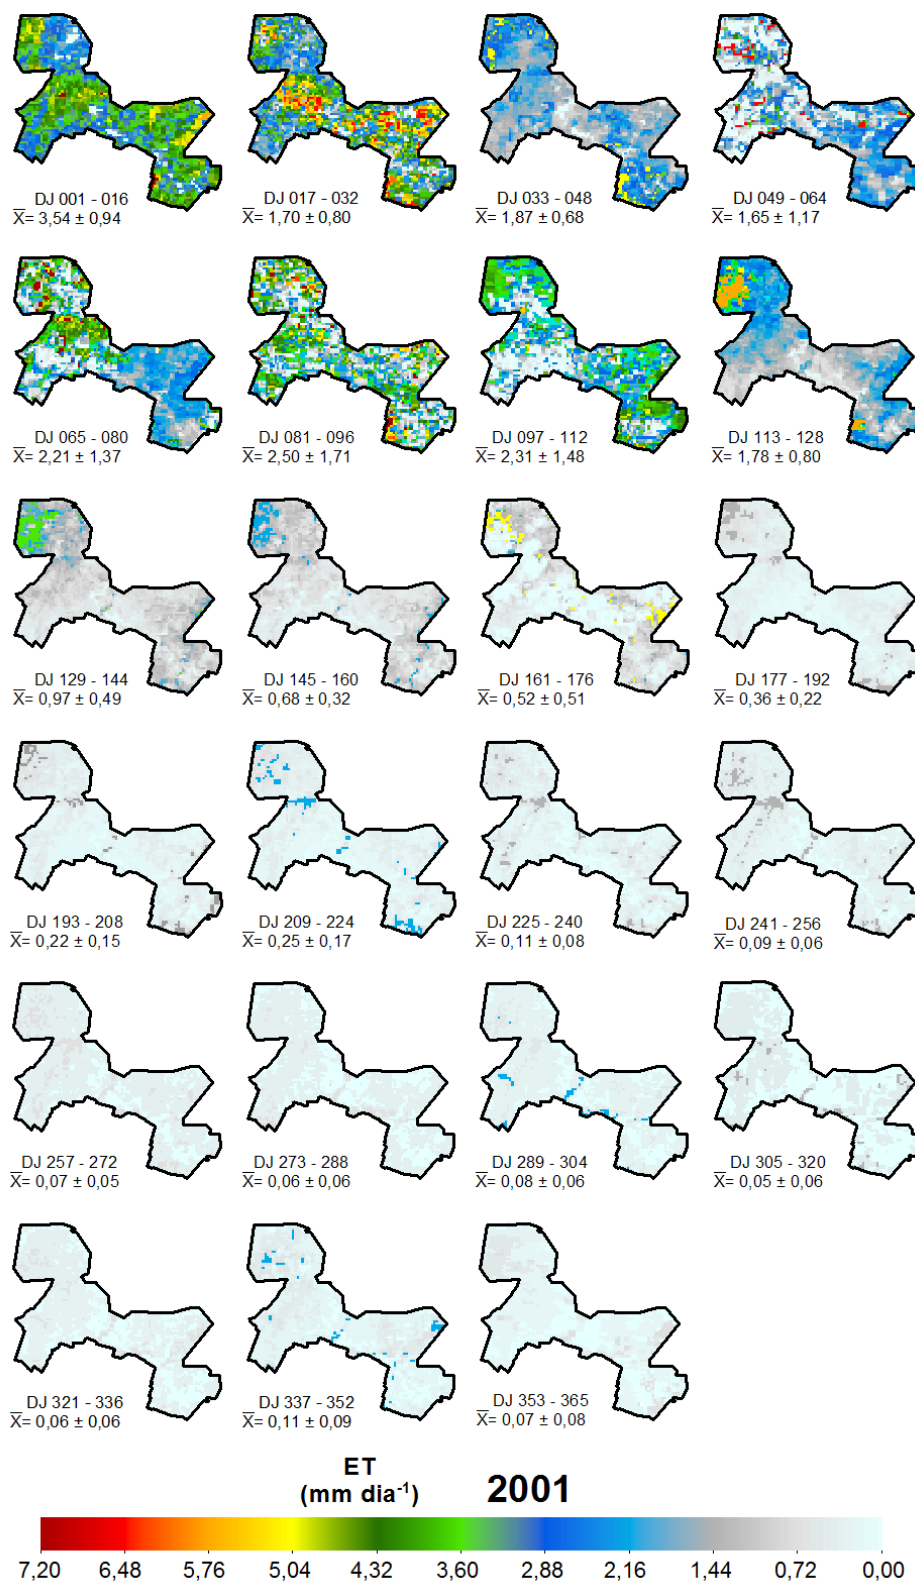 DJ 001 - 016
X= 3,54 ± 0,94
DJ 017 - 032
X= 1,70 ± 0,80
DJ 033 - 048
X= 1,87 ± 0,68
DJ 049 - 064
X= 1,65 ± 1,17
DJ 065 - 080
X= 2,21 ± 1,37
DJ 081 - 096
X= 2,50 ± 1,71
DJ 097 - 112
X= 2,31 ± 1,48
DJ 113 - 128
X= 1,78 ± 0,80
DJ 129 - 144
X= 0,97 ± 0,49
DJ 145 - 160
X= 0,68 ± 0,32
DJ 161 - 176
X= 0,52 ± 0,51
DJ 177 - 192
X= 0,36 ± 0,22
DJ 193 - 208
X= 0,22 ± 0,15
DJ 209 - 224
X= 0,25 ± 0,17
DJ 225 - 240
X= 0,11 ± 0,08
DJ 241 - 256
X= 0,09 ± 0,06
DJ 257 - 272
X= 0,07 ± 0,05
DJ 273 - 288
X= 0,06 ± 0,06
DJ 289 - 304
X= 0,08 ± 0,06
DJ 305 - 320
X= 0,05 ± 0,06
DJ 321 - 336
X= 0,06 ± 0,06
DJ 337 - 352
X= 0,11 ± 0,09
DJ 353 - 365
X= 0,07 ± 0,08
ET
(mm dia⁻¹) 2001
7,20 6,48 5,76 5,04 4,32 3,60 2,88 2,16 1,44 0,72 0,00